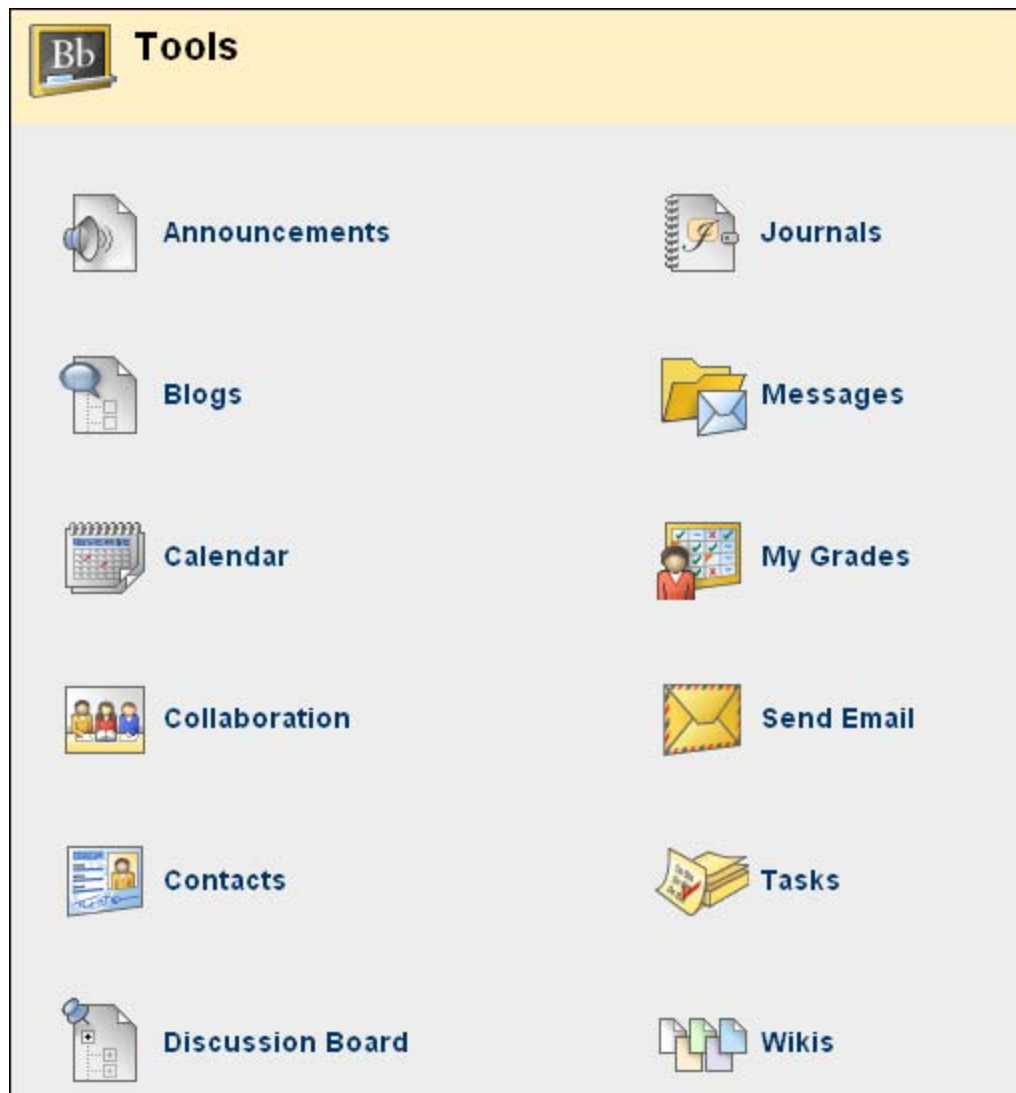 Bb Tools
Announcements
Journals
Blogs
Messages
Calendar
My Grades
Collaboration
Send Email
Contacts
Tasks
Discussion Board
Wikis